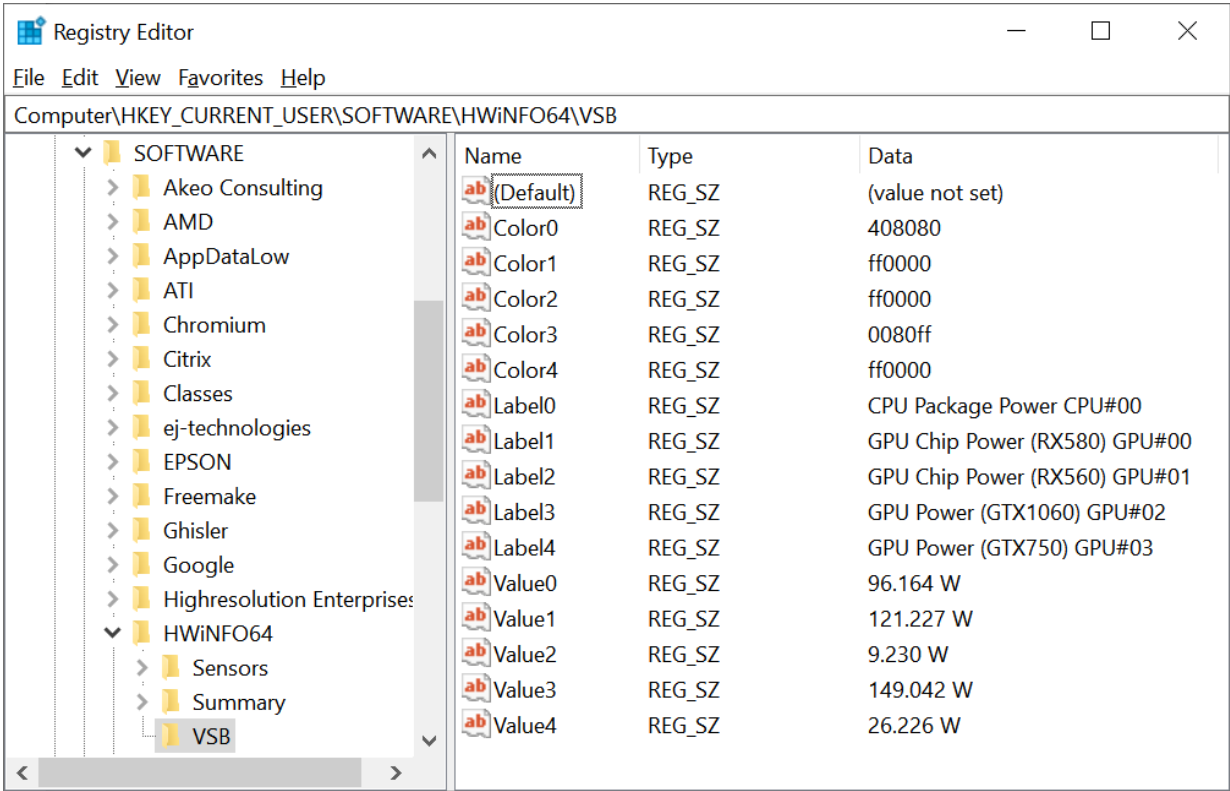 Registry Editor
File Edit View Favorites Help
Computer\HKEY_CURRENT_USER\SOFTWARE\HWiNFO64\VSB
SOFTWARE
Akeo Consulting
AMD
AppDataLow
ATI
Chromium
Citrix
Classes
ej-technologies
EPSON
Freemake
Ghisler
Google
Highresolution Enterprises
HWiNFO64
Sensors
Summary
VSB
Name Type Data
(Default) REG_SZ (value not set)
Color0 REG_SZ 408080
Color1 REG_SZ ff0000
Color2 REG_SZ ff0000
Color3 REG_SZ 0080ff
Color4 REG_SZ ff0000
Label0 REG_SZ CPU Package Power CPU#00
Label1 REG_SZ GPU Chip Power (RX580) GPU#00
Label2 REG_SZ GPU Chip Power (RX560) GPU#01
Label3 REG_SZ GPU Power (GTX1060) GPU#02
Label4 REG_SZ GPU Power (GTX750) GPU#03
Value0 REG_SZ 96.164 W
Value1 REG_SZ 121.227 W
Value2 REG_SZ 9.230 W
Value3 REG_SZ 149.042 W
Value4 REG_SZ 26.226 W